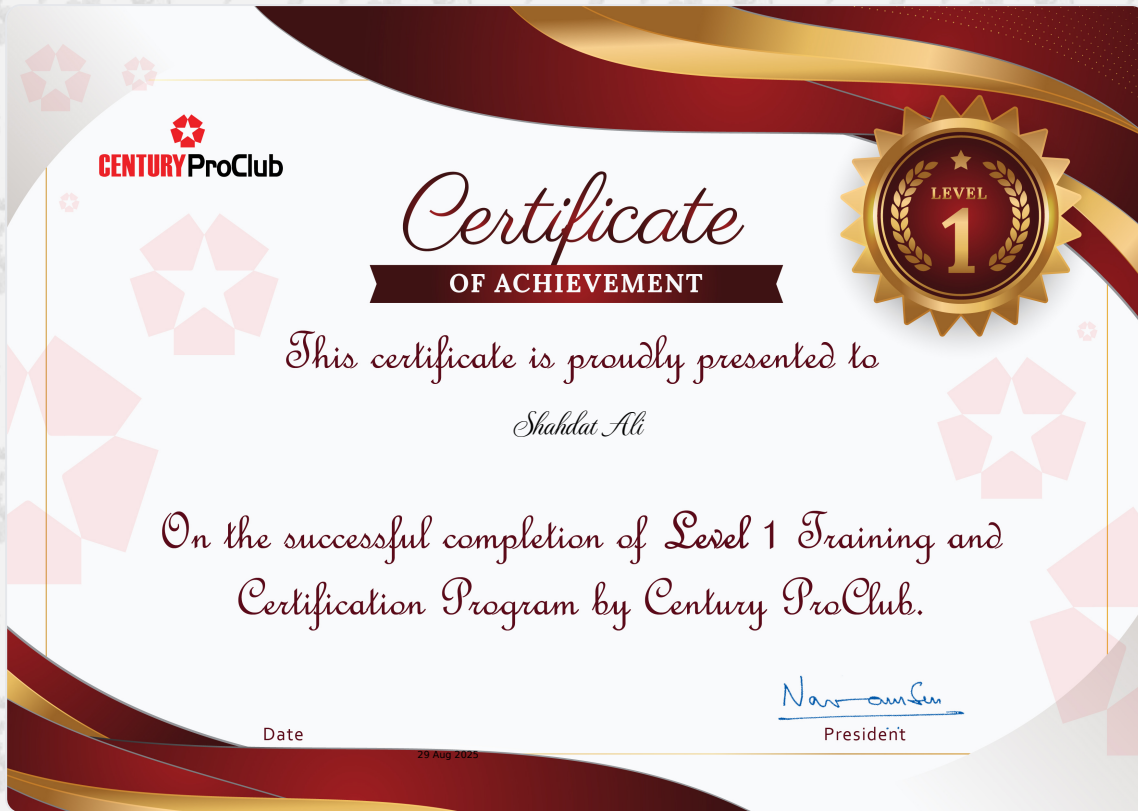 CENTURY ProClub
Certificate
OF ACHIEVEMENT
LEVEL
1
This certificate is proudly presented to
Shahdat Ali
On the successful completion of Level 1 Training and
Certification Program by Century ProClub.
Date
29 Aug 2025
President